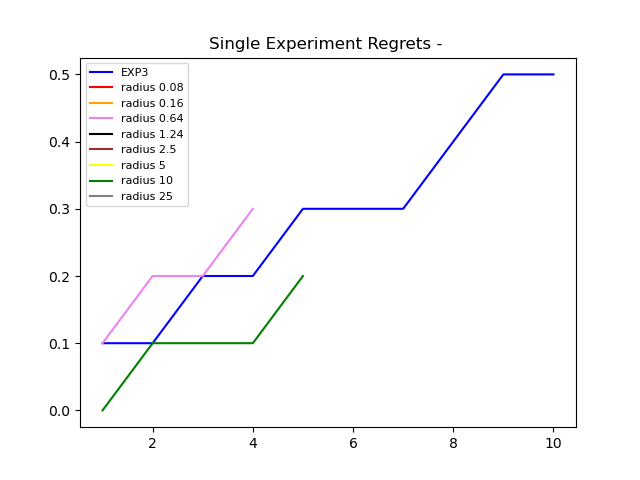 Single Experiment Regrets -
EXP3
radius 0.08
radius 0.16
radius 0.64
radius 1.24
radius 2.5
radius 5
radius 10
radius 25
0.5
0.4
0.3
0.2
0.1
0.0
2 4 6 8 10